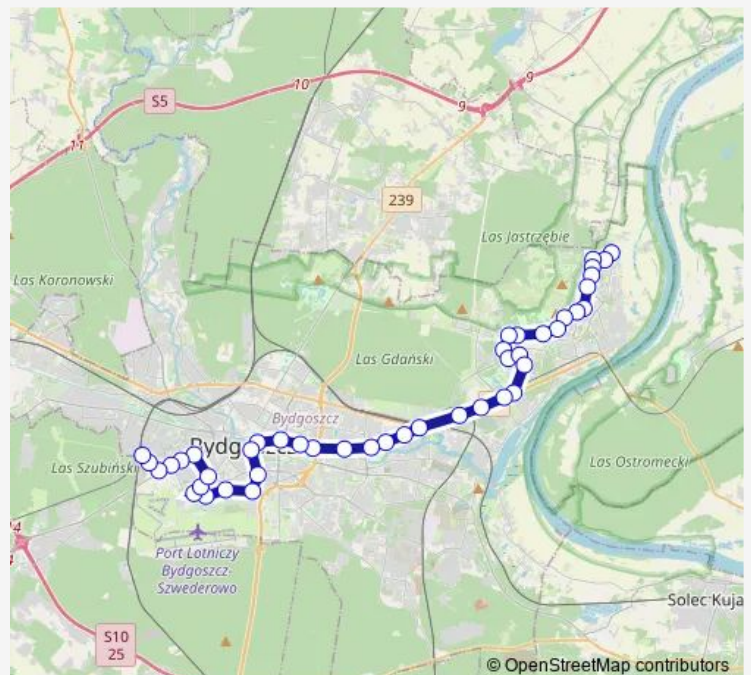 9
10
S5
9
11
239
Las Jastrzębie
Las Koronowski
Las Gdański
Bydgoszcz
Las Szubiński
Las Ostromecki
Port Lotniczy
Bydgoszcz-
Szwederowo
Solec Kuja
S10
25
© OpenStreetMap contributors